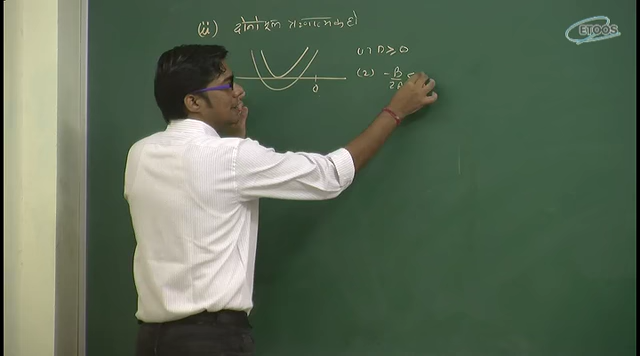 (ii) दोनों मूल ऋणात्मक हो
(1) D ≥ 0
(2) -B/2A <
0
ETOOS